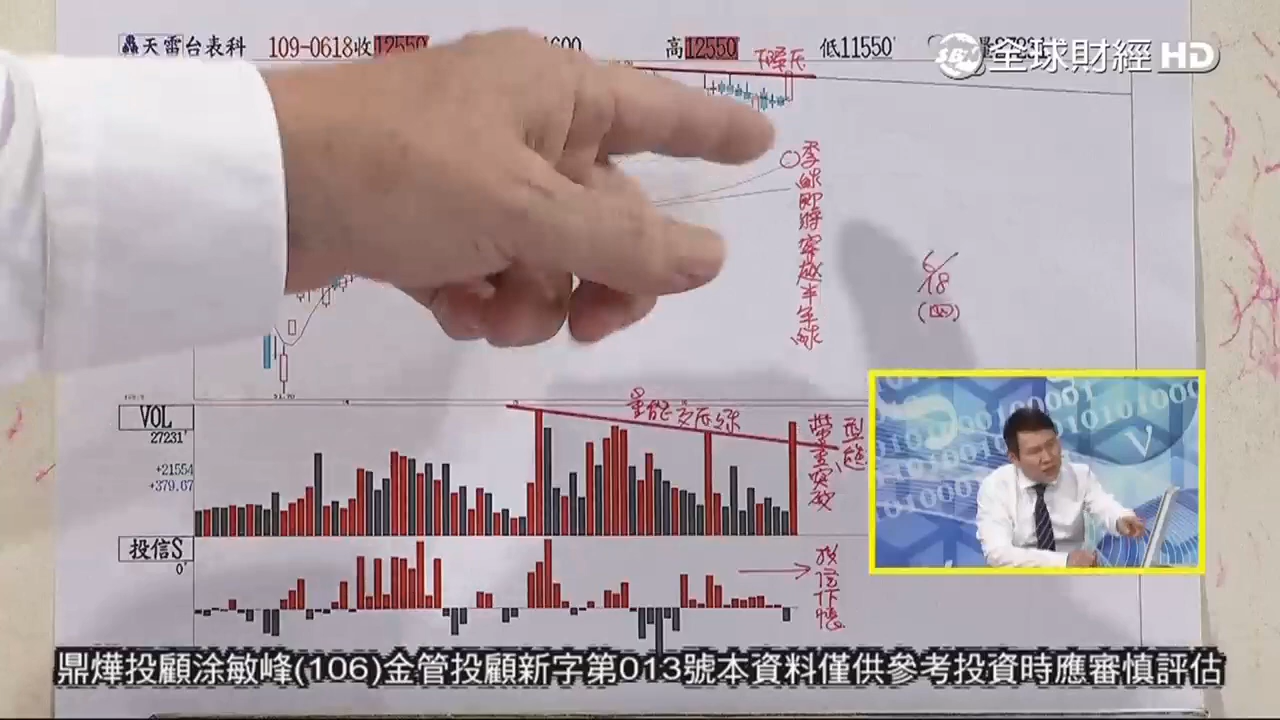 天雷台表科 109-0618收12550 高12550 低11550
全球財經HD
下降壓
季線即將穿越半年線
6/18
(四)
VOL
27231'
+21554
+379.67
量能反壓線
帶量突破
型態
投信S
0'
投信作憶
鼎燁投顧涂敏峰(106)金管投顧新字第013號本資料僅供參考投資時應審慎評估